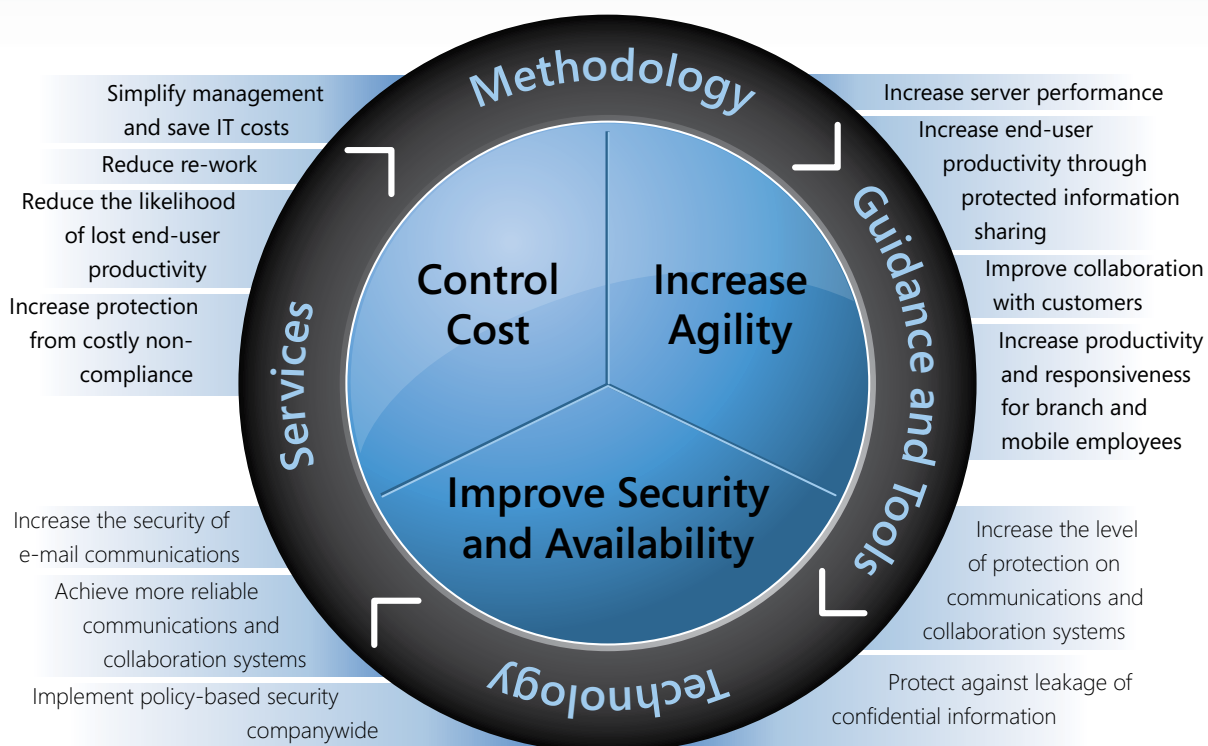 Methodology
Guidance and Tools
Technology
Services
Control
Cost
Increase
Agility
Improve Security
and Availability
Simplify management
and save IT costs
Reduce re-work
Reduce the likelihood
of lost end-user
productivity
Increase protection
from costly non-
compliance
Increase server performance
Increase end-user
productivity through
protected information
sharing
Improve collaboration
with customers
Increase productivity
and responsiveness
for branch and
mobile employees
Increase the security of
e-mail communications
Achieve more reliable
communications and
collaboration systems
Implement policy-based security
companywide
Increase the level
of protection on
communications and
collaboration systems
Protect against leakage of
confidential information